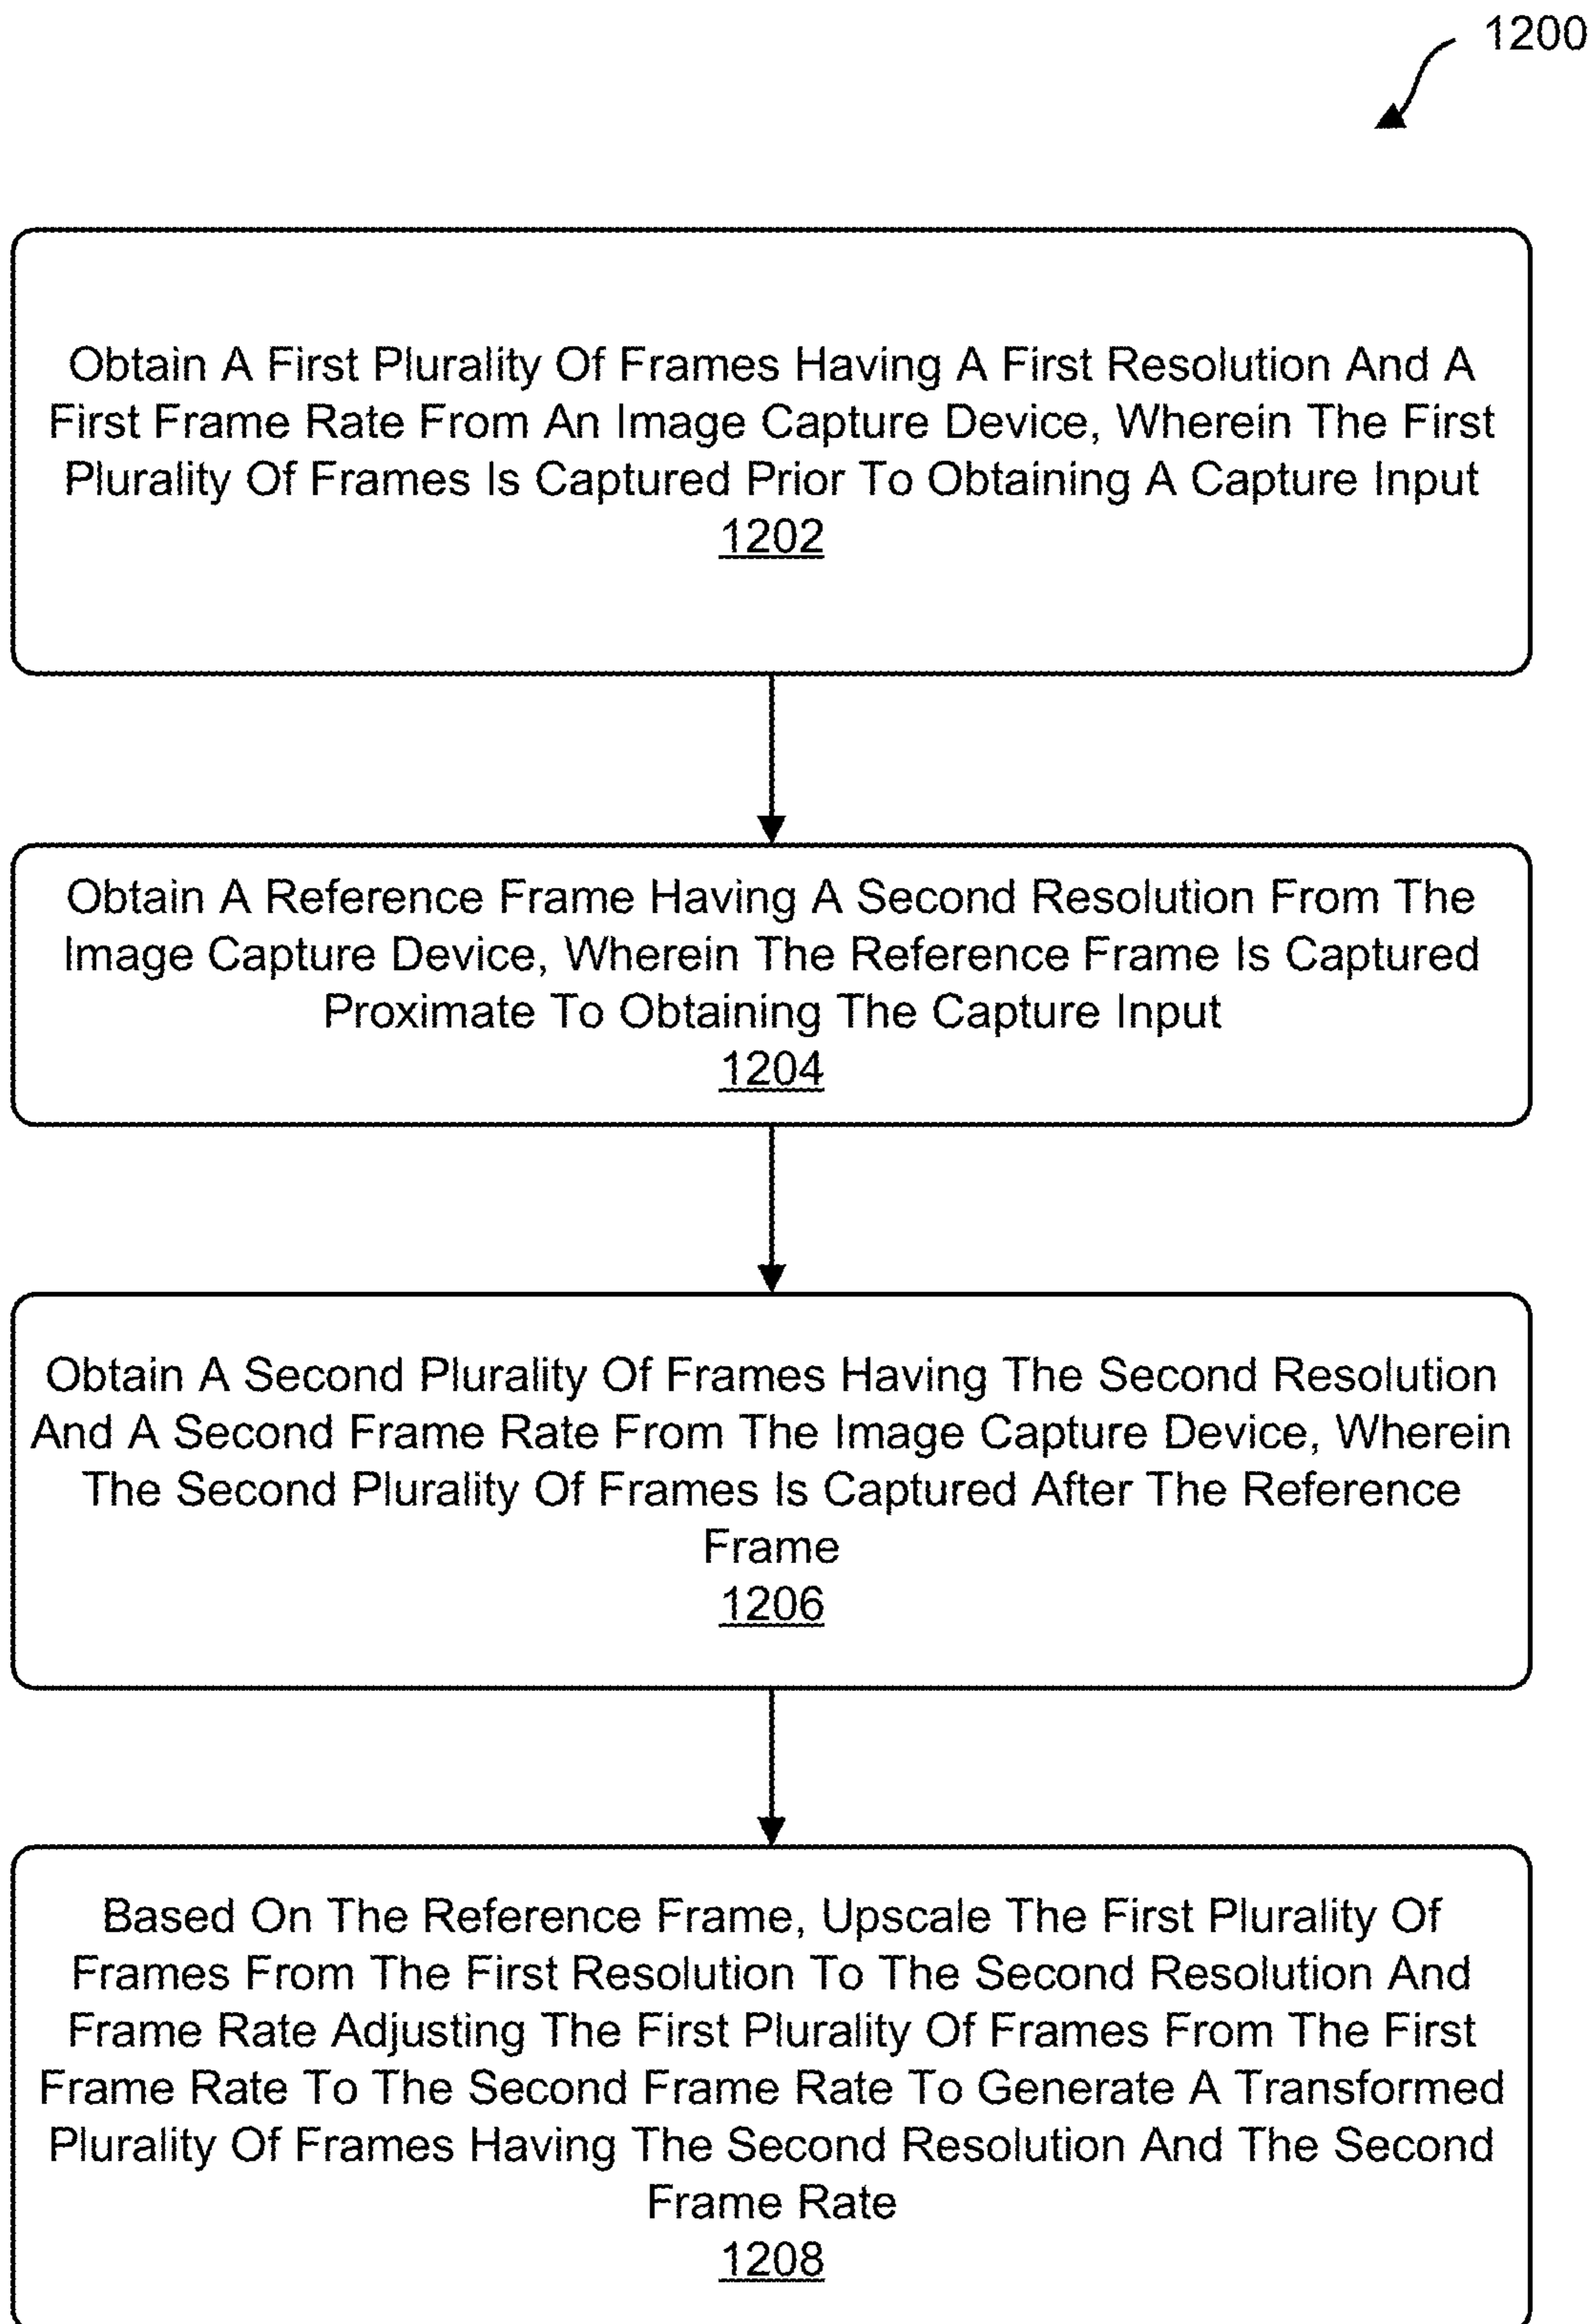 1200
Obtain A First Plurality Of Frames Having A First Resolution And A
First Frame Rate From An Image Capture Device, Wherein The First
Plurality Of Frames Is Captured Prior To Obtaining A Capture Input
1202
Obtain A Reference Frame Having A Second Resolution From The
Image Capture Device, Wherein The Reference Frame Is Captured
Proximate To Obtaining The Capture Input
1204
Obtain A Second Plurality Of Frames Having The Second Resolution
And A Second Frame Rate From The Image Capture Device, Wherein
The Second Plurality Of Frames Is Captured After The Reference
Frame
1206
Based On The Reference Frame, Upscale The First Plurality Of
Frames From The First Resolution To The Second Resolution And
Frame Rate Adjusting The First Plurality Of Frames From The First
Frame Rate To The Second Frame Rate To Generate A Transformed
Plurality Of Frames Having The Second Resolution And The Second
Frame Rate
1208